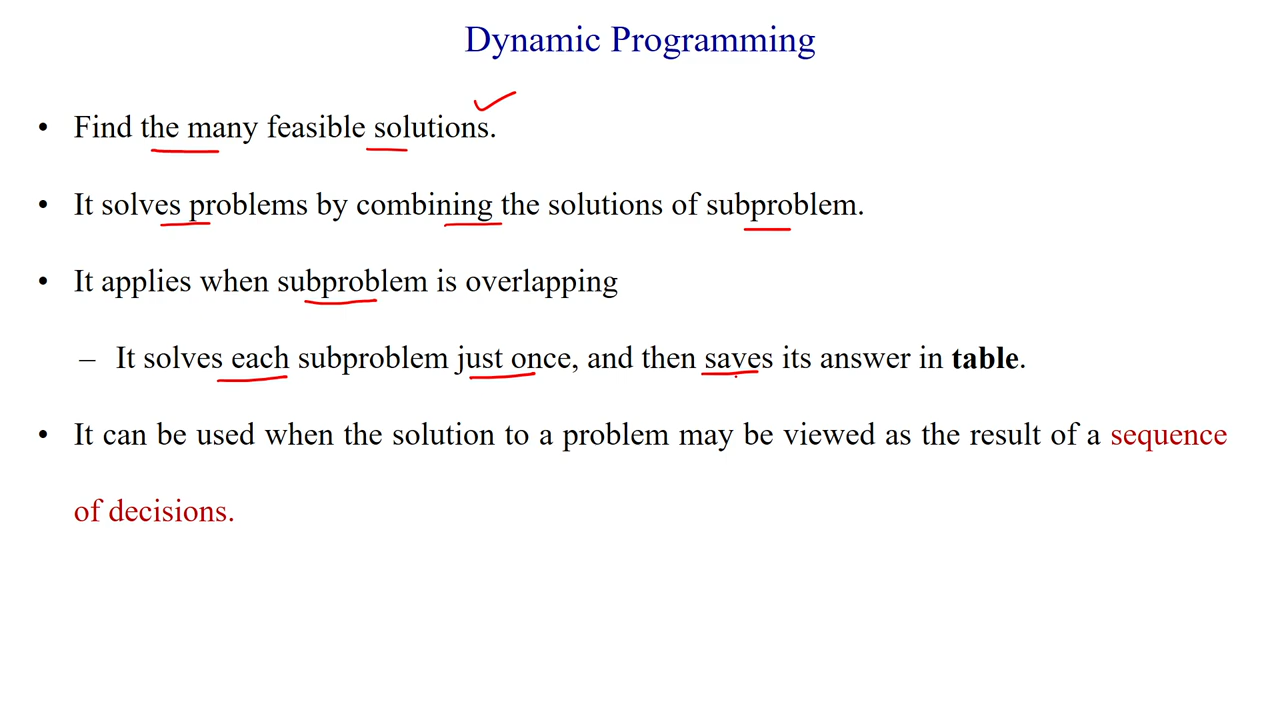 Dynamic Programming
• Find the many feasible solutions.
• It solves problems by combining the solutions of subproblem.
• It applies when subproblem is overlapping
– It solves each subproblem just once, and then saves its answer in table.
• It can be used when the solution to a problem may be viewed as the result of a sequence
of decisions.